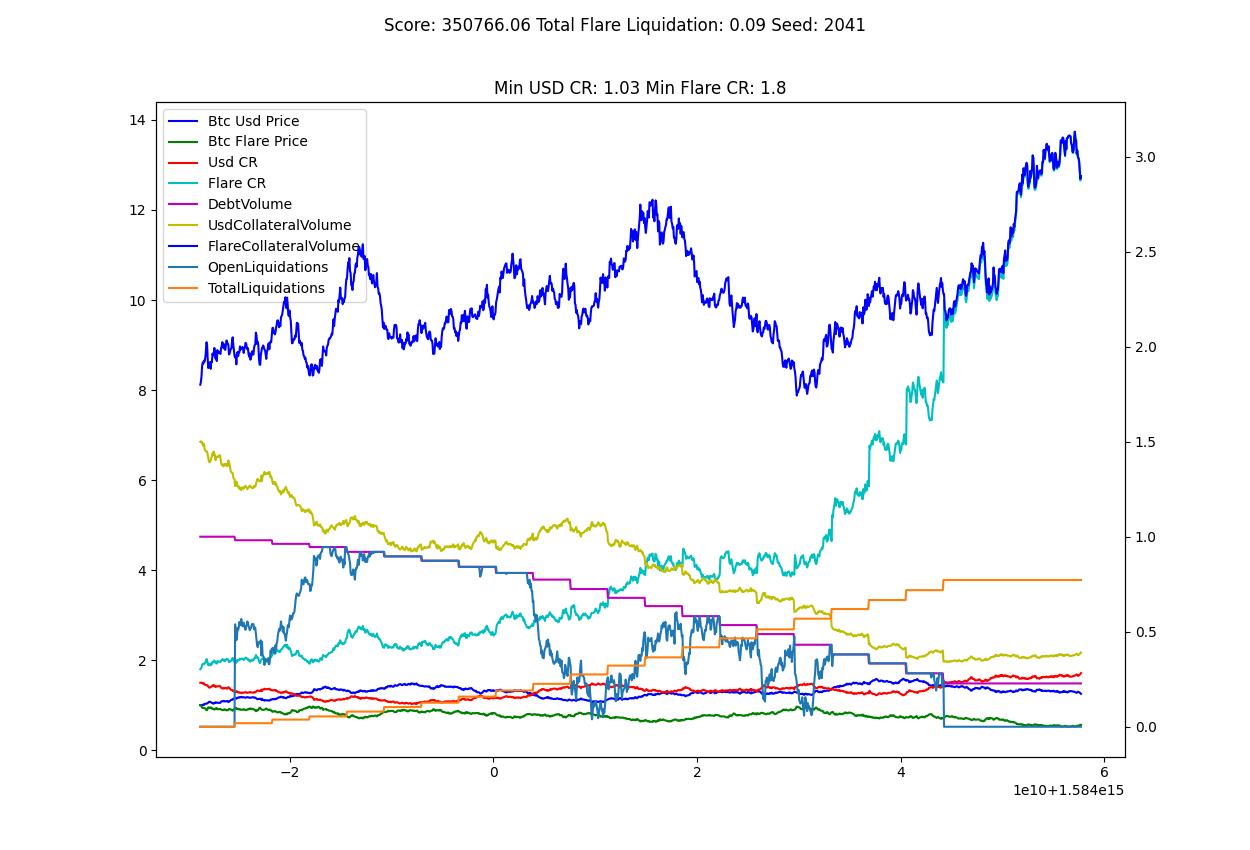 Score: 350766.06 Total Flare Liquidation: 0.09 Seed: 2041
Min USD CR: 1.03 Min Flare CR: 1.8
Btc Usd Price
Btc Flare Price
Usd CR
Flare CR
DebtVolume
UsdCollateralVolume
FlareCollateralVolume
OpenLiquidations
TotalLiquidations
14
12
10
8
6
4
2
0
3.0
2.5
2.0
1.5
1.0
0.5
0.0
−2
0
2
4
6
1e10+1.584e15